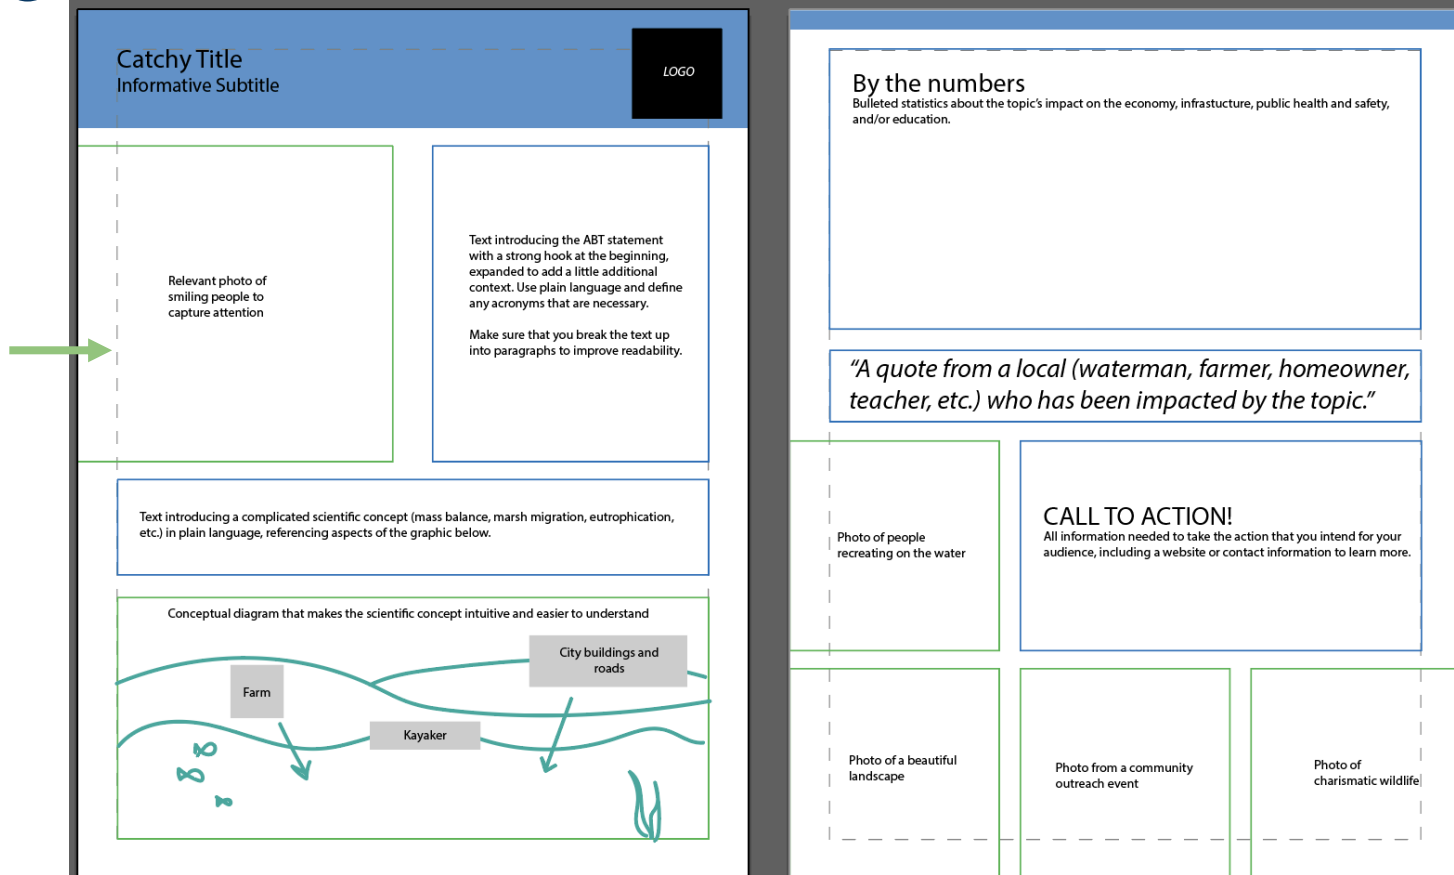 Catchy Title
Informative Subtitle
LOGO
Relevant photo of
smiling people to
capture attention
Text introducing the ABT statement
with a strong hook at the beginning,
expanded to add a little additional
context. Use plain language and define
any acronyms that are necessary.
Make sure that you break the text up
into paragraphs to improve readability.
Text introducing a complicated scientific concept (mass balance, marsh migration, eutrophication,
etc.) in plain language, referencing aspects of the graphic below.
Conceptual diagram that makes the scientific concept intuitive and easier to understand
City buildings and
roads
Farm
Kayaker
By the numbers
Bulleted statistics about the topic's impact on the economy, infrastucture, public health and safety,
and/or education.
“A quote from a local (waterman, farmer, homeowner,
teacher, etc.) who has been impacted by the topic.”
Photo of people
recreating on the water
CALL TO ACTION!
All information needed to take the action that you intend for your
audience, including a website or contact information to learn more.
Photo of a beautiful
landscape
Photo from a community
outreach event
Photo of
charismatic wildlife